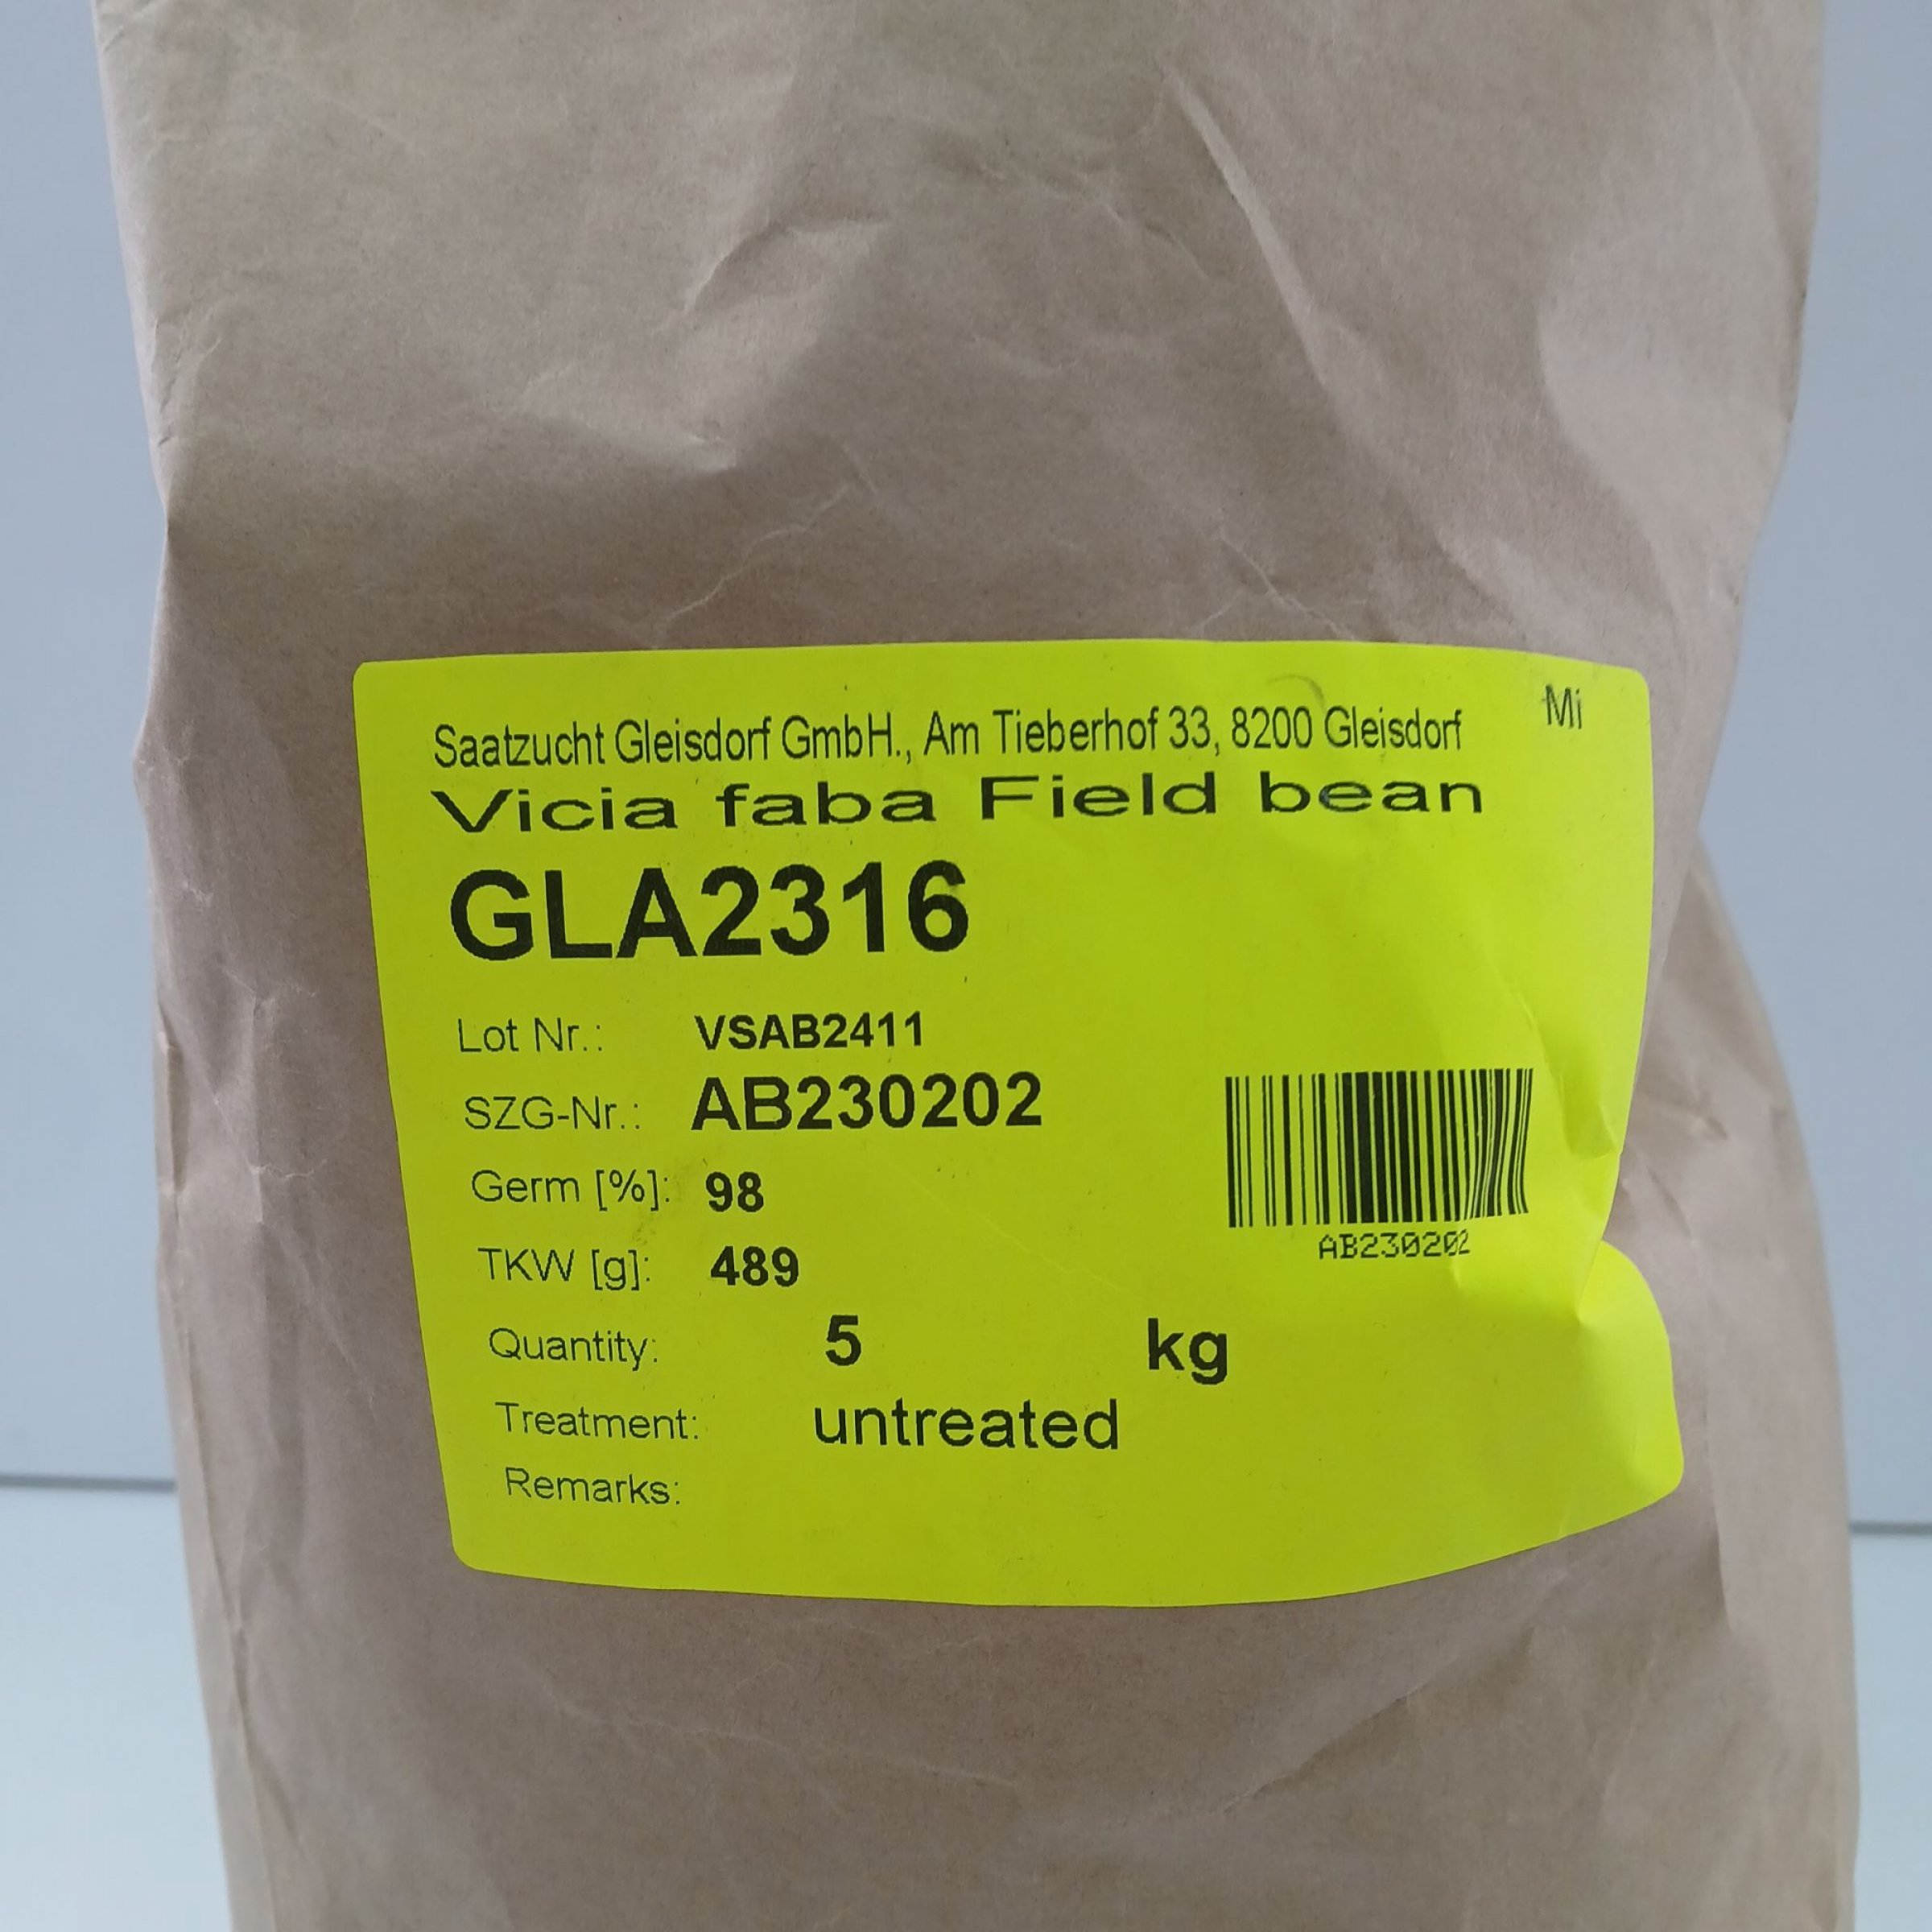 Saatzucht Gleisdorf GmbH., Am Tieberhof 33, 8200 Gleisdorf Mi
Vicia faba Field bean
GLA2316
Lot Nr.: VSAB2411
SZG-Nr.: AB230202
Germ [%]: 98
AB230202
TKW [g]: 489
Quantity: 5 kg
Treatment: untreated
Remarks: